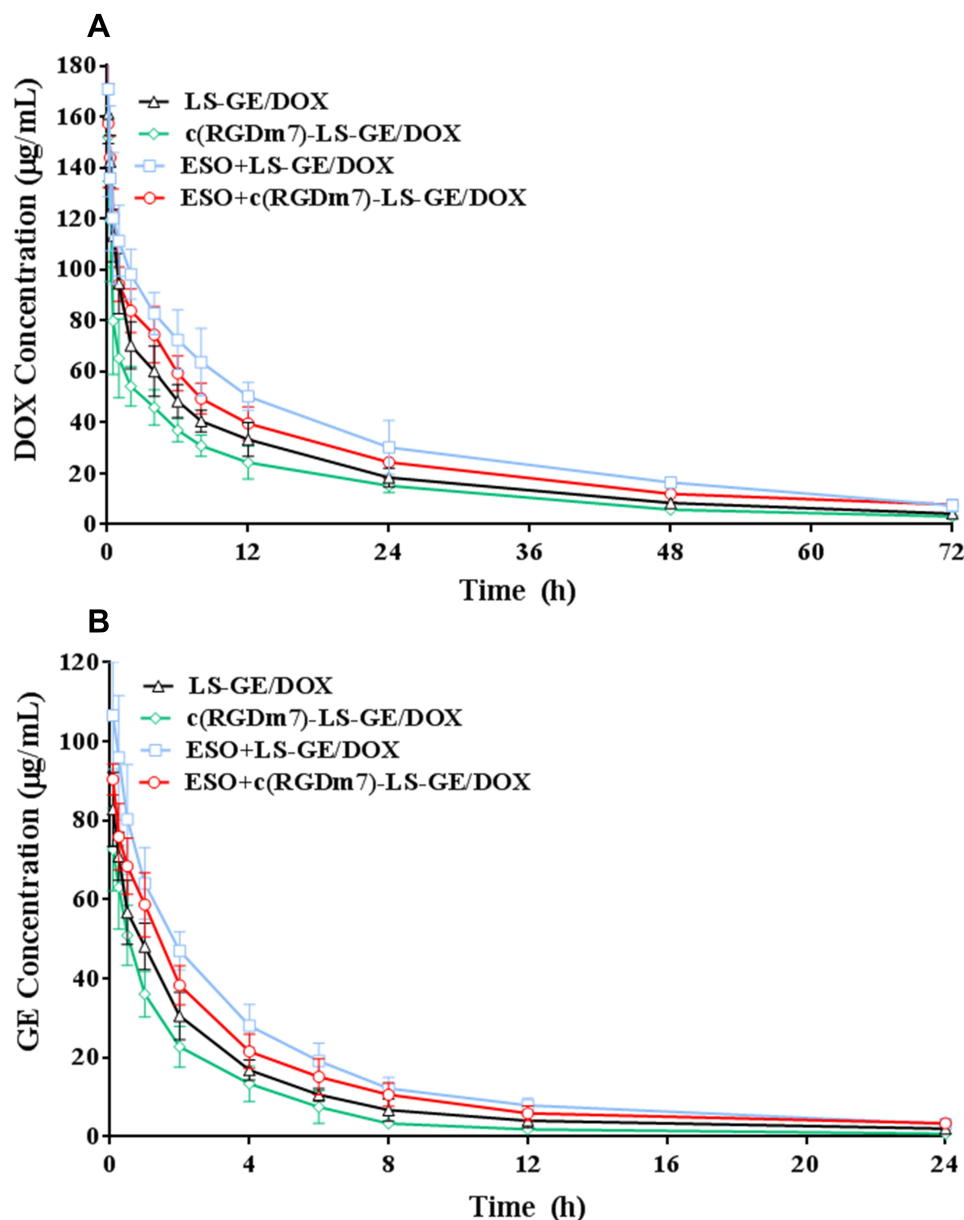 A
DOX Concentration (μg/mL)
180
160
140
120
100
80
60
40
20
0
LS-GE/DOX
c(RGDm7)-LS-GE/DOX
ESO+LS-GE/DOX
ESO+c(RGDm7)-LS-GE/DOX
0 12 24 36 48 60 72
Time (h)
B
GE Concentration (μg/mL)
120
100
80
60
40
20
0
LS-GE/DOX
c(RGDm7)-LS-GE/DOX
ESO+LS-GE/DOX
ESO+c(RGDm7)-LS-GE/DOX
0 4 8 12 16 20 24
Time (h)